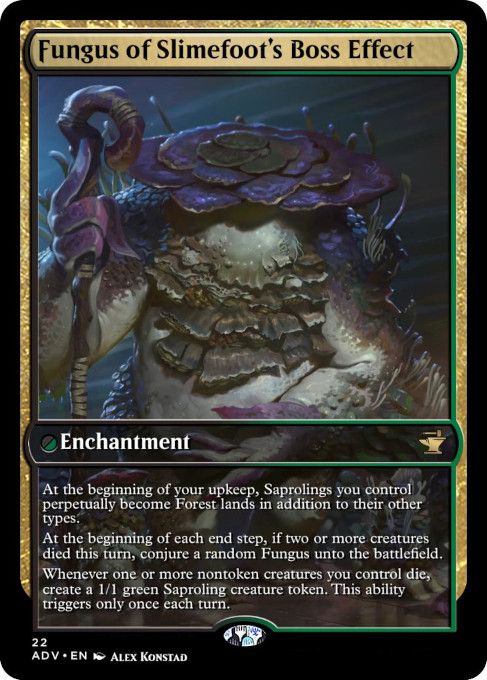 Fungus of Slimefoot's Boss Effect
Enchantment
At the beginning of your upkeep, Saprolings you control
perpetually become Forest lands in addition to their other
types.
At the beginning of each end step, if two or more creatures
died this turn, conjure a random Fungus unto the battlefield.
Whenever one or more nontoken creatures you control die,
create a 1/1 green Saproling creature token. This ability
triggers only once each turn.
22
ADV • EN Alex Konstad